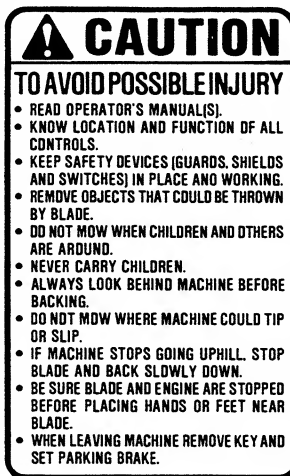 CAUTION
TO AVOID POSSIBLE INJURY
• READ OPERATOR'S MANUAL(S).
• KNOW LOCATION AND FUNCTION OF ALL
CONTROLS.
• KEEP SAFETY DEVICES (GUARDS, SHIELDS
AND SWITCHES) IN PLACE AND WORKING.
• REMOVE OBJECTS THAT COULD BE THROWN
BY BLADE.
• DO NOT MOW WHEN CHILDREN AND OTHERS
ARE AROUND.
• NEVER CARRY CHILDREN.
• ALWAYS LOOK BEHIND MACHINE BEFORE
BACKING.
• DO NOT MOW WHERE MACHINE COULD TIP
OR SLIP.
• IF MACHINE STOPS GOING UPHILL. STOP
BLADE AND BACK SLOWLY DOWN.
• BE SURE BLADE AND ENGINE ARE STOPPED
BEFORE PLACING HANDS OR FEET NEAR
BLADE.
• WHEN LEAVING MACHINE REMOVE KEY AND
SET PARKING BRAKE.